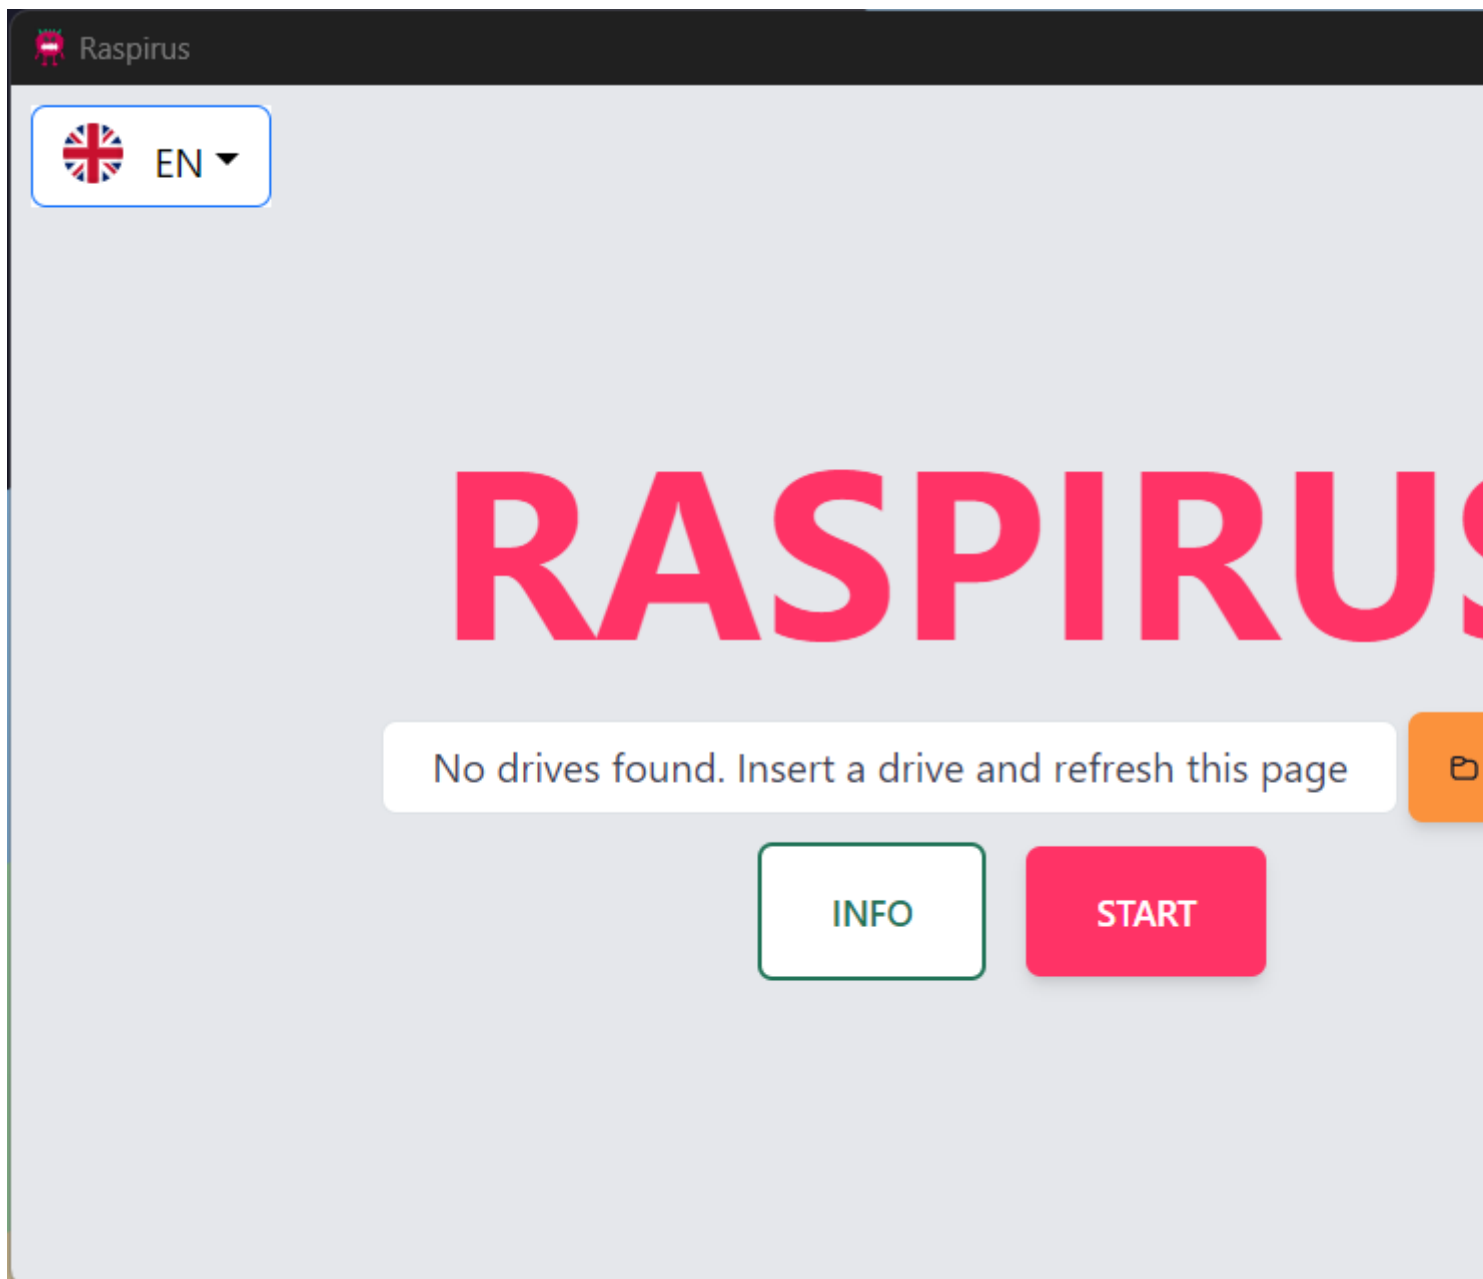 Raspirus
EN
RASPIRUS
No drives found. Insert a drive and refresh this page
INFO
START